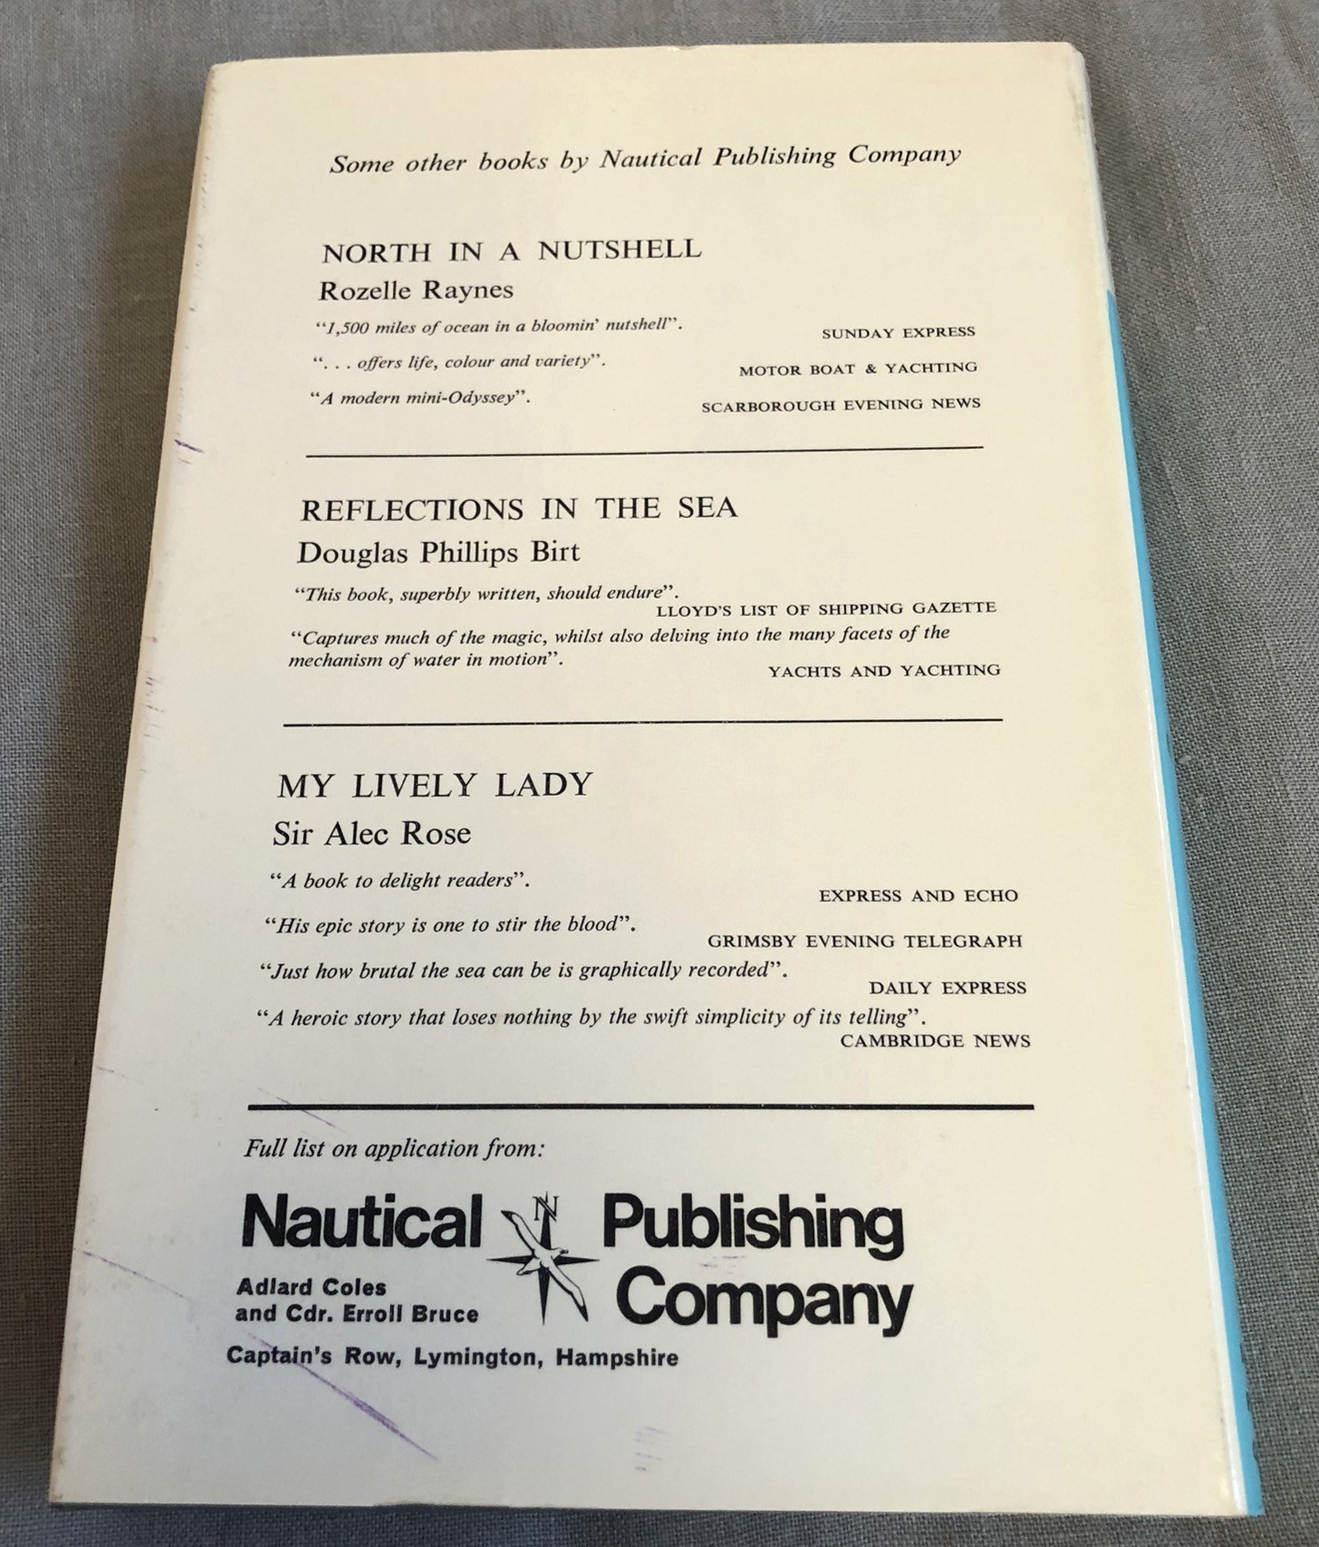 Some other books by Nautical Publishing Company
NORTH IN A NUTSHELL
Rozelle Raynes
“1,500 miles of ocean in a bloomin’ nutshell”.
SUNDAY EXPRESS
“. . . offers life, colour and variety”.
MOTOR BOAT & YACHTING
“A modern mini-Odyssey”.
SCARBOROUGH EVENING NEWS
REFLECTIONS IN THE SEA
Douglas Phillips Birt
“This book, superbly written, should endure”.
LLOYD’S LIST OF SHIPPING GAZETTE
“Captures much of the magic, whilst also delving into the many facets of the
mechanism of water in motion”.
YACHTS AND YACHTING
MY LIVELY LADY
Sir Alec Rose
“A book to delight readers”.
EXPRESS AND ECHO
“His epic story is one to stir the blood”.
GRIMSBY EVENING TELEGRAPH
“Just how brutal the sea can be is graphically recorded”.
DAILY EXPRESS
“A heroic story that loses nothing by the swift simplicity of its telling”.
CAMBRIDGE NEWS
Full list on application from:
Nautical N Publishing
Company
Adlard Coles
and Cdr. Erroll Bruce
Captain’s Row, Lymington, Hampshire